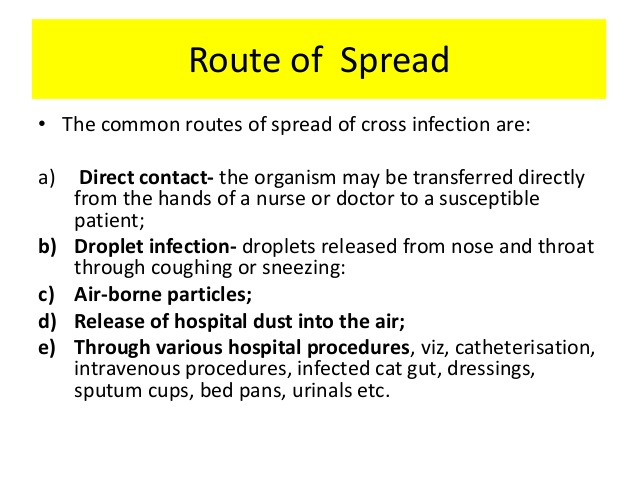 Route of  Spread
• The common routes of spread of cross infection are:
a) Direct contact- the organism may be transferred directly
from the hands of a nurse or doctor to a susceptible
patient;
b) Droplet infection- droplets released from nose and throat
through coughing or sneezing:
c) Air-borne particles;
d) Release of hospital dust into the air;
e) Through various hospital procedures, viz, catheterisation,
intravenous procedures, infected cat gut, dressings,
sputum cups, bed pans, urinals etc.